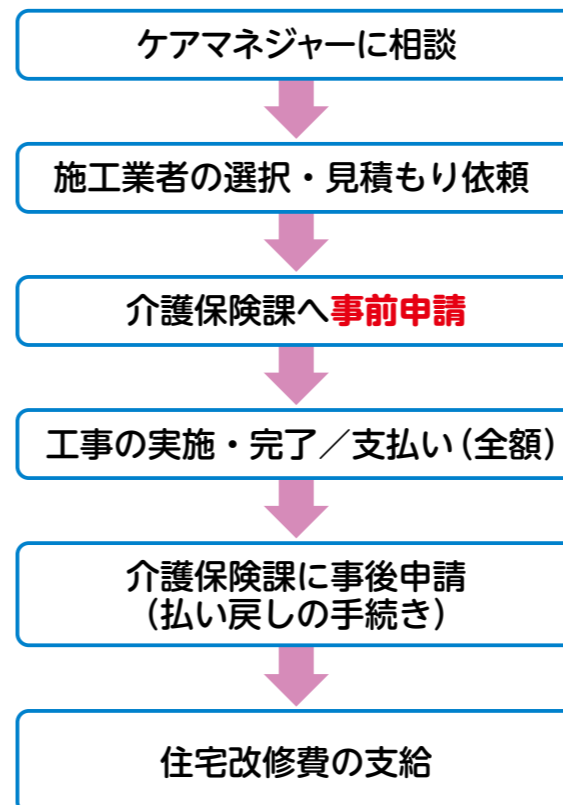 ケアマネジャーに相談
施工業者の選択・見積もり依頼
介護保険課へ事前申請
工事の実施・完了／支払い（全額）
介護保険課に事後申請
（払い戻しの手続き）
住宅改修費の支給